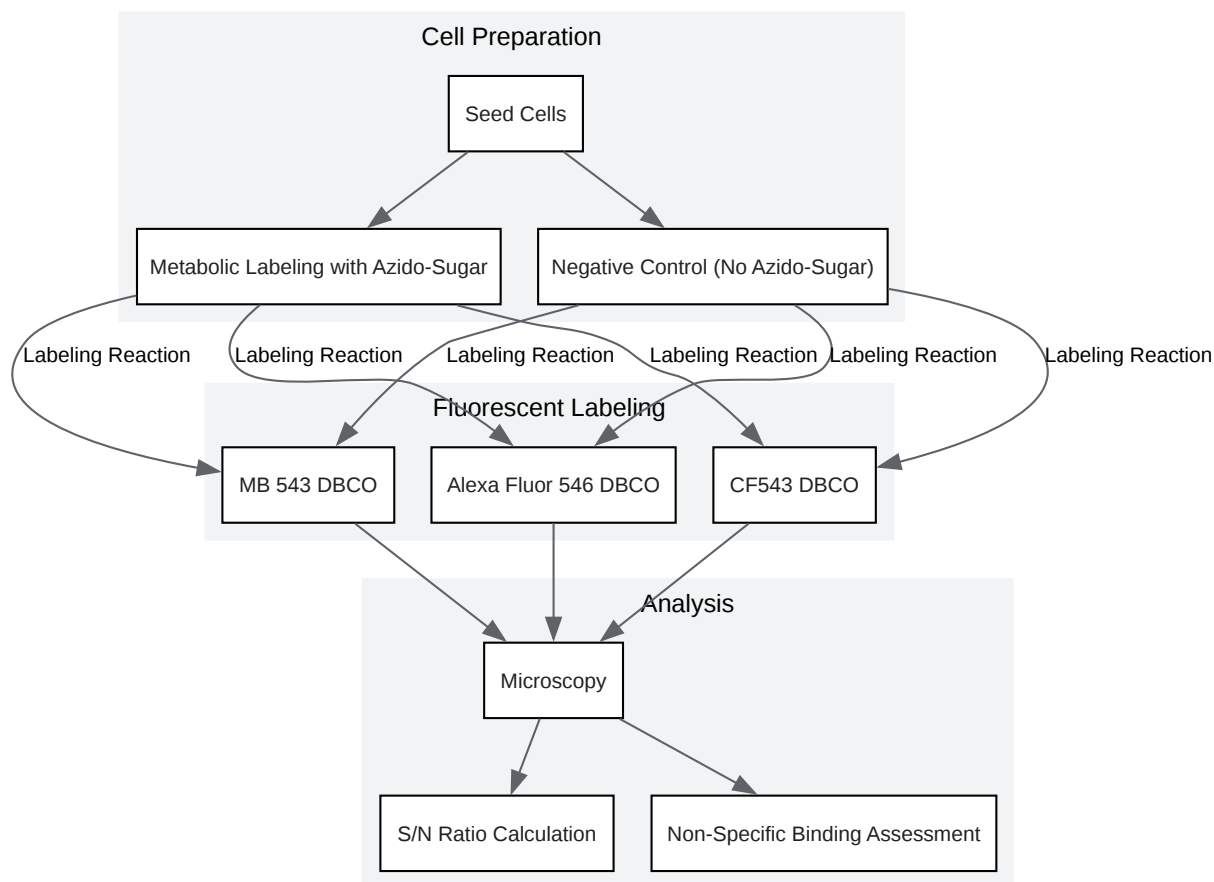 Cell Preparation
Seed Cells
Metabolic Labeling with Azido-Sugar
Negative Control (No Azido-Sugar)
Labeling Reaction
Labeling Reaction
Labeling Reaction
Labeling Reaction
Labeling Reaction
Labeling Reaction
Fluorescent Labeling
MB 543 DBCO
Alexa Fluor 546 DBCO
CF543 DBCO
Analysis
Microscopy
S/N Ratio Calculation
Non-Specific Binding Assessment